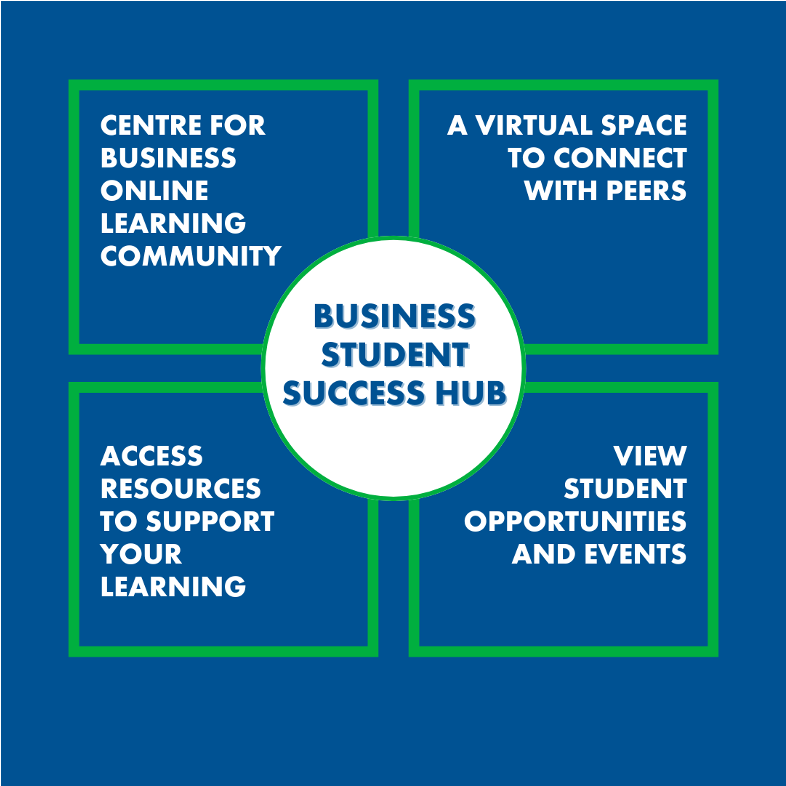 CENTRE FOR
BUSINESS
ONLINE
LEARNING
COMMUNITY
A VIRTUAL SPACE
TO CONNECT
WITH PEERS
BUSINESS
STUDENT
SUCCESS HUB
ACCESS
RESOURCES
TO SUPPORT
YOUR
LEARNING
VIEW
STUDENT
OPPORTUNITIES
AND EVENTS